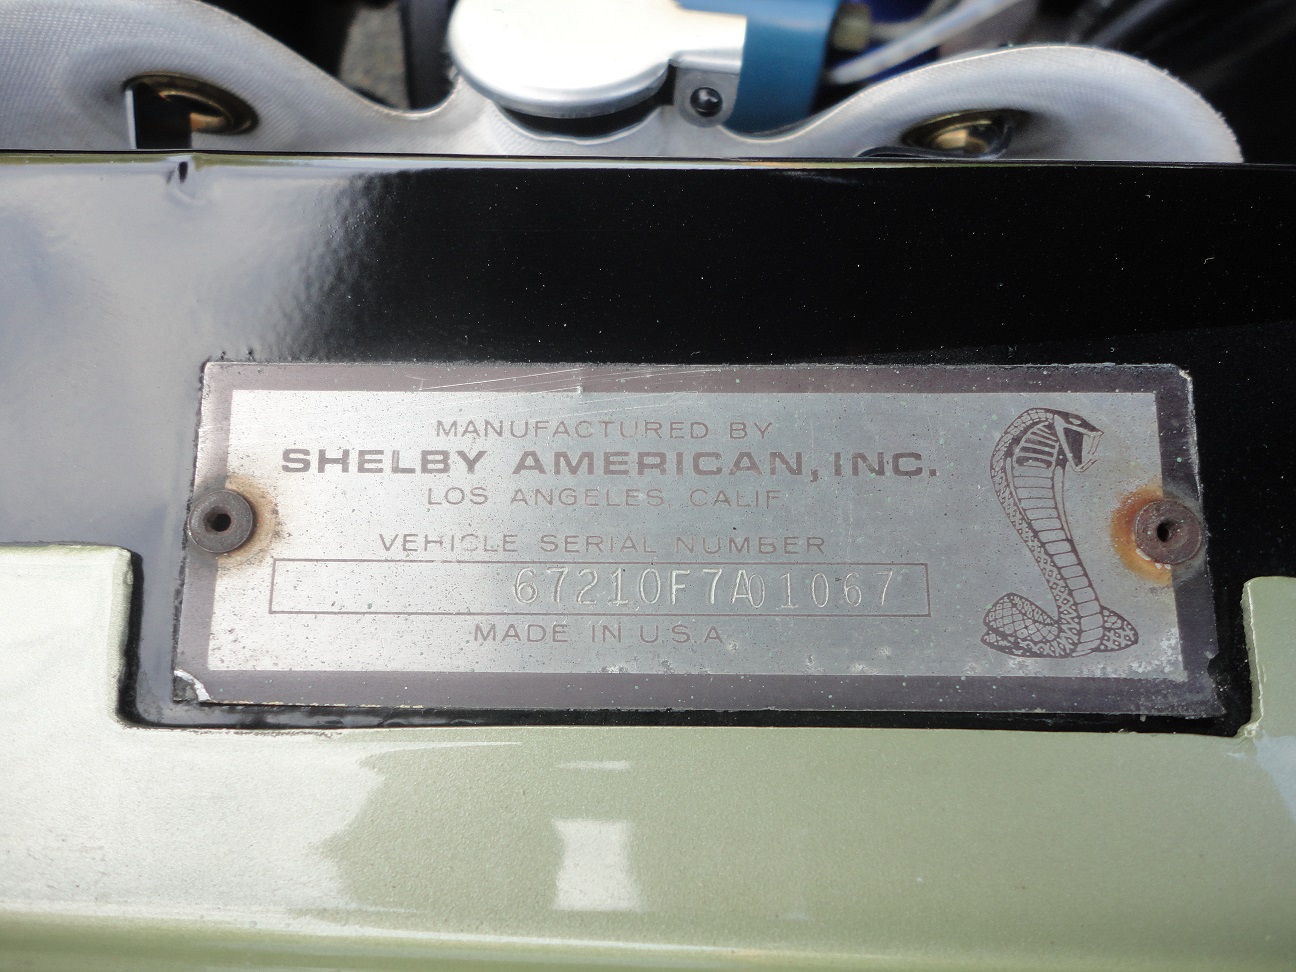 MANUFACTURED BY
SHELBY AMERICAN, INC.
LOS ANGELES, CALIF
VEHICLE SERIAL NUMBER
67210F7A01067
MADE IN U.S.A.